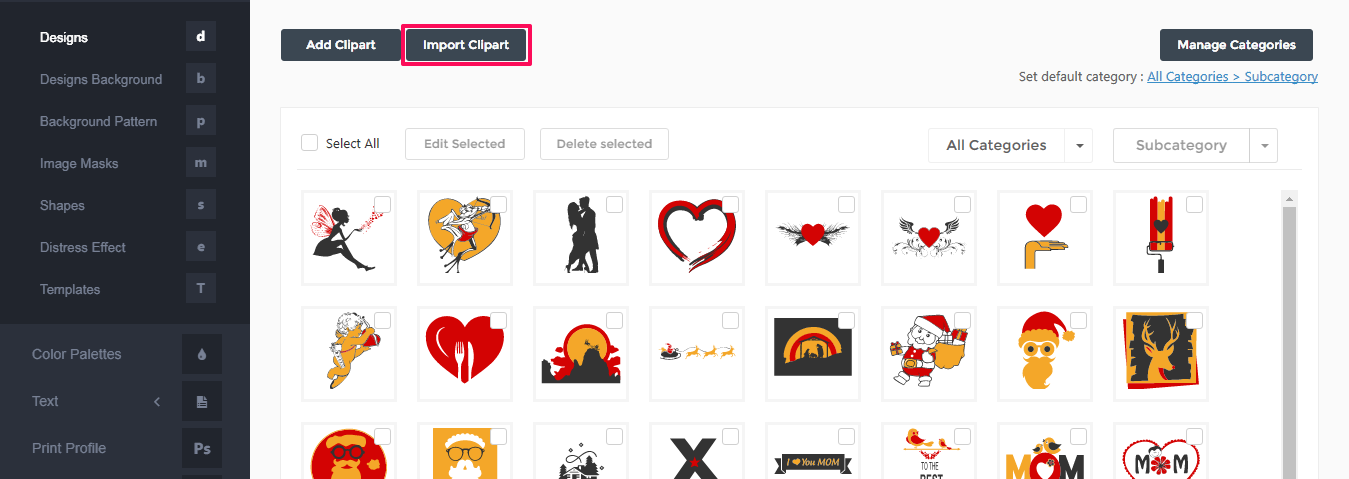 Designs d
Designs Background b
Background Pattern p
Image Masks m
Shapes s
Distress Effect e
Templates T
Color Palettes
Text
Print Profile Ps
Add Clipart Import Clipart Manage Categories
Set default category : All Categories > Subcategory
Select All Edit Selected Delete selected All Categories Subcategory
X
I ❤ You MOM
TO THE
BEST
MOM
MOM